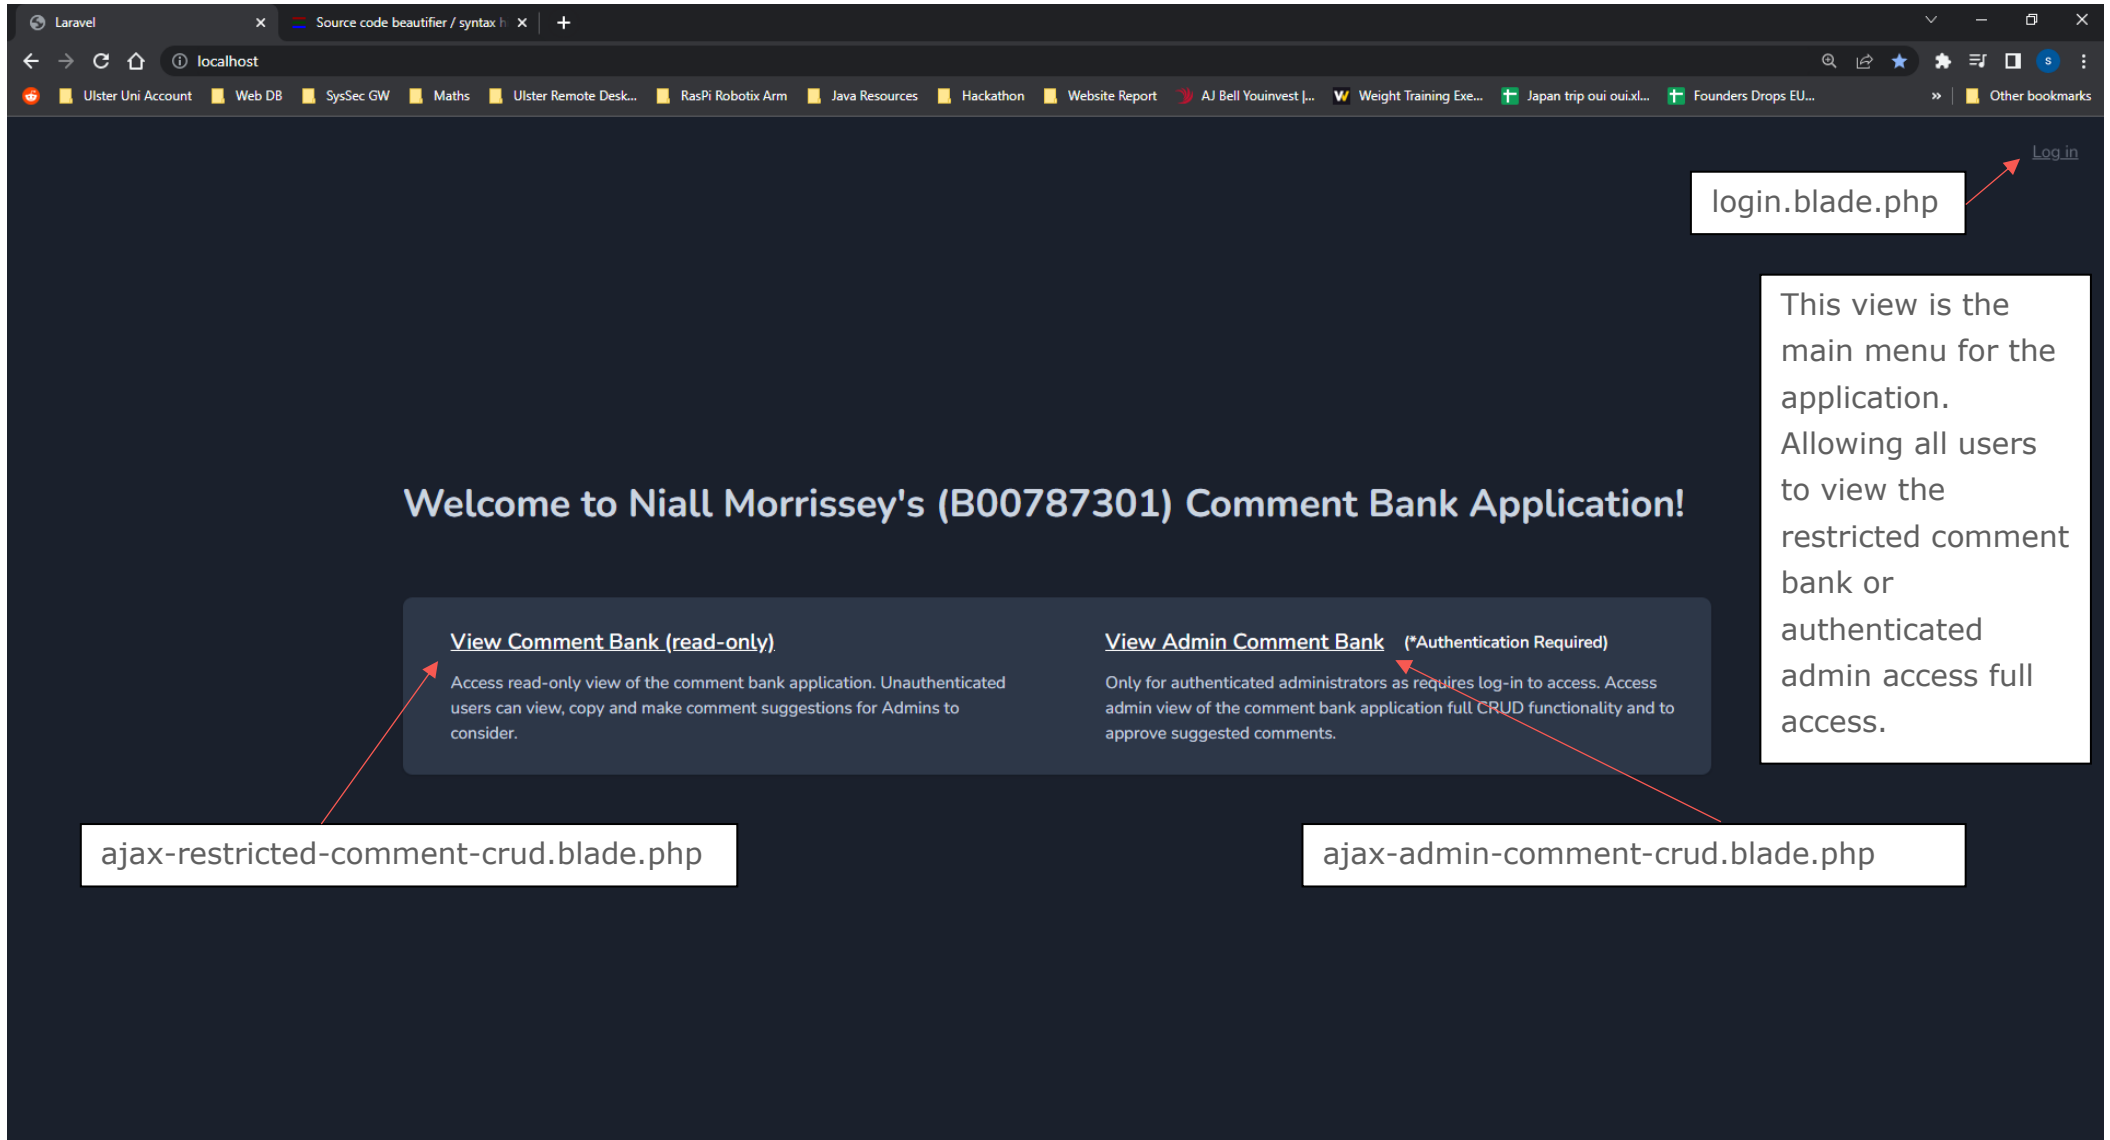 Laravel
Source code beautifier / syntax h
localhost
Ulster Uni Account
Web DB
SysSec GW
Maths
Ulster Remote Desk...
RasPi Robotix Arm
Java Resources
Hackathon
Website Report
AJ Bell Youinvest |...
Weight Training Exe...
Japan trip oui oui.xl...
Founders Drops EU...
»
Other bookmarks
s
Log in
login.blade.php
This view is the
main menu for the
application.
Allowing all users
to view the
restricted comment
bank or
authenticated
admin access full
access.
Welcome to Niall Morrissey's (B00787301) Comment Bank Application!
View Comment Bank (read-only)
Access read-only view of the comment bank application. Unauthenticated
users can view, copy and make comment suggestions for Admins to
consider.
View Admin Comment Bank (*Authentication Required)
Only for authenticated administrators as requires log-in to access. Access
admin view of the comment bank application full CRUD functionality and to
approve suggested comments.
ajax-restricted-comment-crud.blade.php
ajax-admin-comment-crud.blade.php